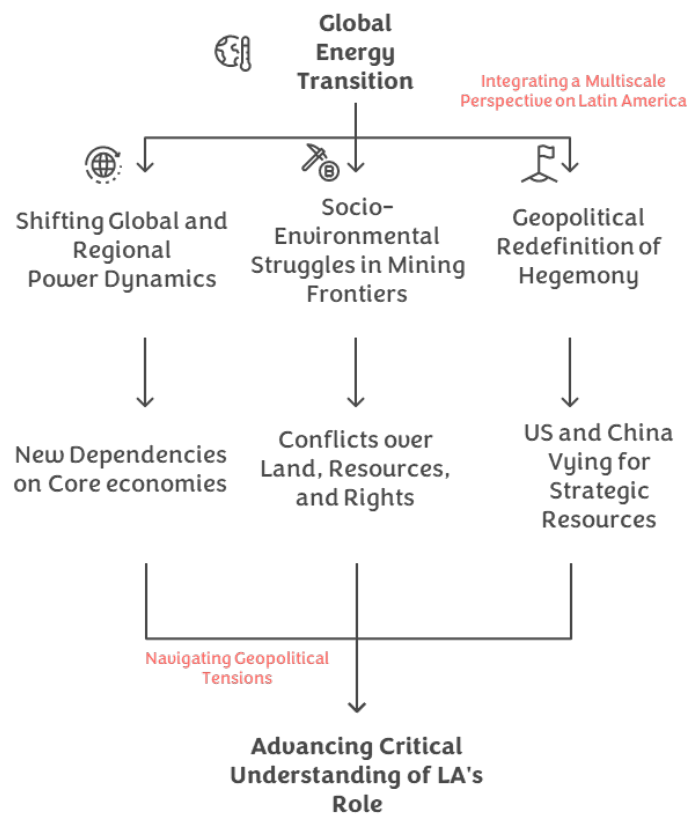 Global
Energy
Transition
Integrating a Multiscale
Perspective on Latin America
Shifting Global and
Regional
Power Dynamics
Socio-
Environmental
Struggles in Mining
Frontiers
Geopolitical
Redefinition of
Hegemony
New Dependencies
on Core economies
Conflicts over
Land, Resources,
and Rights
US and China
Vying for
Strategic
Resources
Navigating Geopolitical
Tensions
Advancing Critical
Understanding of LA's
Role